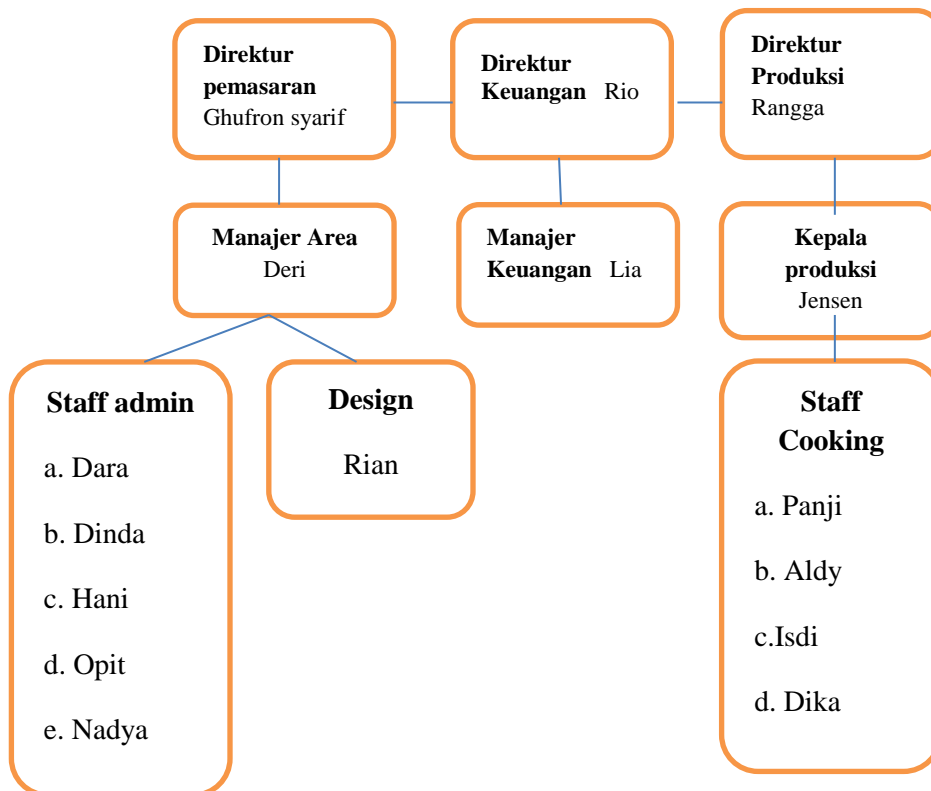 Direktur
pemasaran
Ghufron syarif
Direktur
Keuangan Rio
Direktur
Produksi
Rangga
Manajer Area
Deri
Manajer
Keuangan Lia
Kepala
produksi
Jensen
Staff admin
a. Dara
b. Dinda
c. Hani
d. Opit
e. Nadya
Design
Rian
Staff
Cooking
a. Panji
b. Aldy
c.Isdi
d. Dika